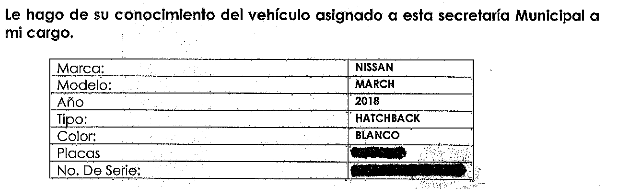 Le hago de su conocimiento del vehículo asignado a esta secretaría Municipal a
mi cargo.
Marca: NISSAN
Modelo: MARCH
Año 2018
Tipo: HATCHBACK
Color: BLANCO
Placas
No. De Serie: